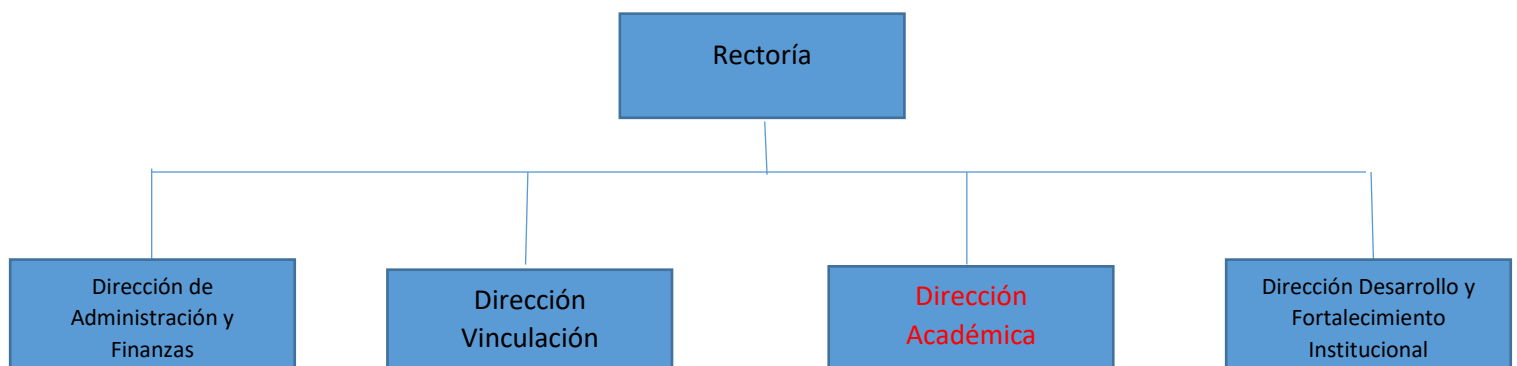 Rectoría
Dirección de
Administración y
Finanzas
Dirección
Vinculación
Dirección
Académica
Dirección Desarrollo y
Fortalecimiento
Institucional